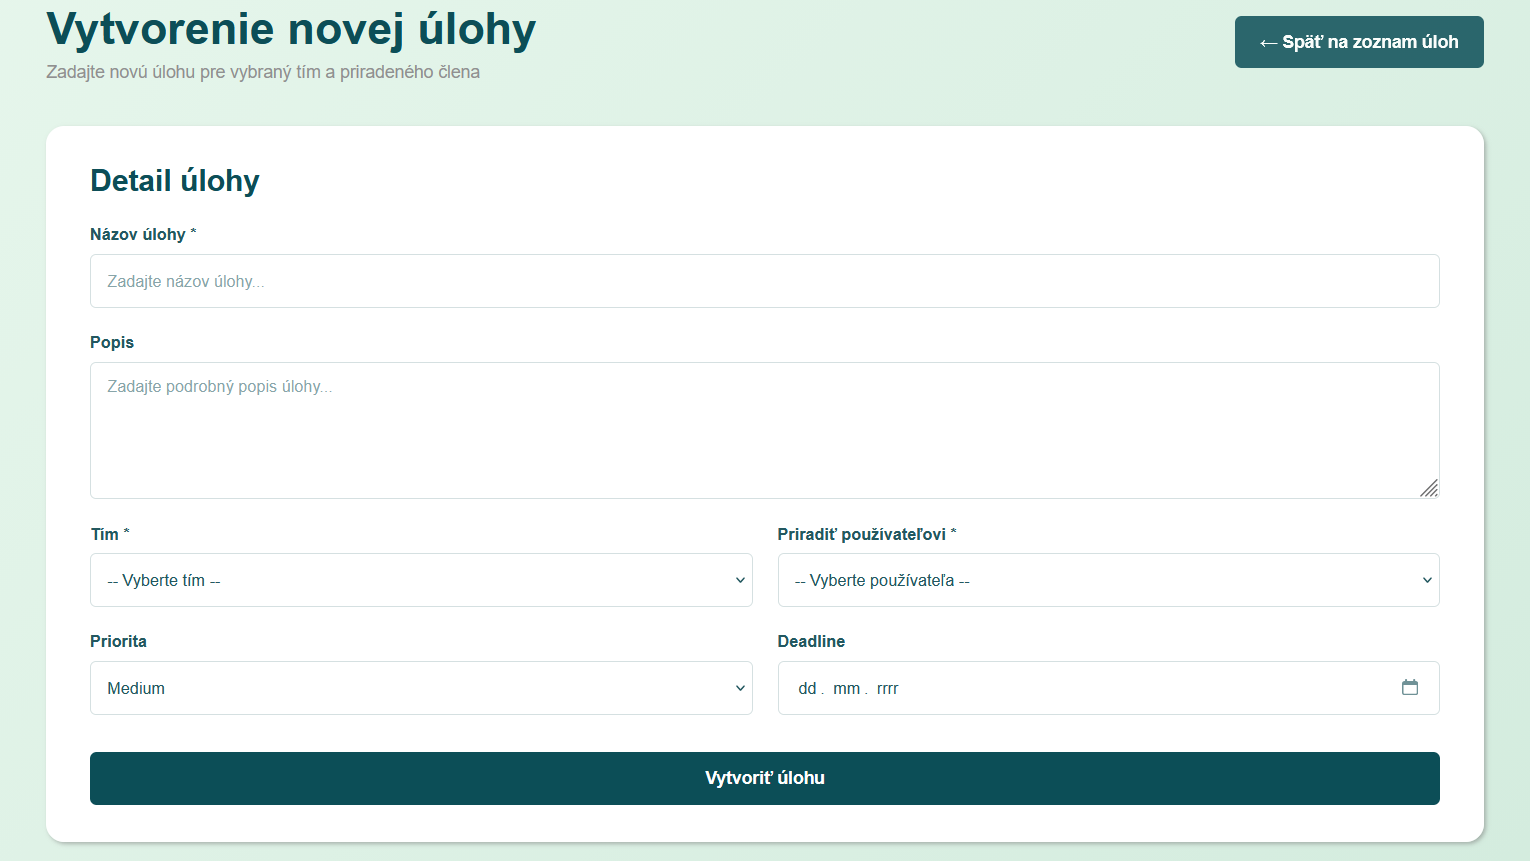 Vytvorenie novej úlohy
← Späť na zoznam úloh
Zadajte novú úlohu pre vybraný tím a priradeného člena
Detail úlohy
Názov úlohy *
Zadajte názov úlohy...
Popis
Zadajte podrobný popis úlohy...
Tím *
Priradiť používateľovi *
-- Vyberte tím --
-- Vyberte používateľa --
Priorita
Deadline
Medium
dd . mm . rrrr
Vytvoriť úlohu